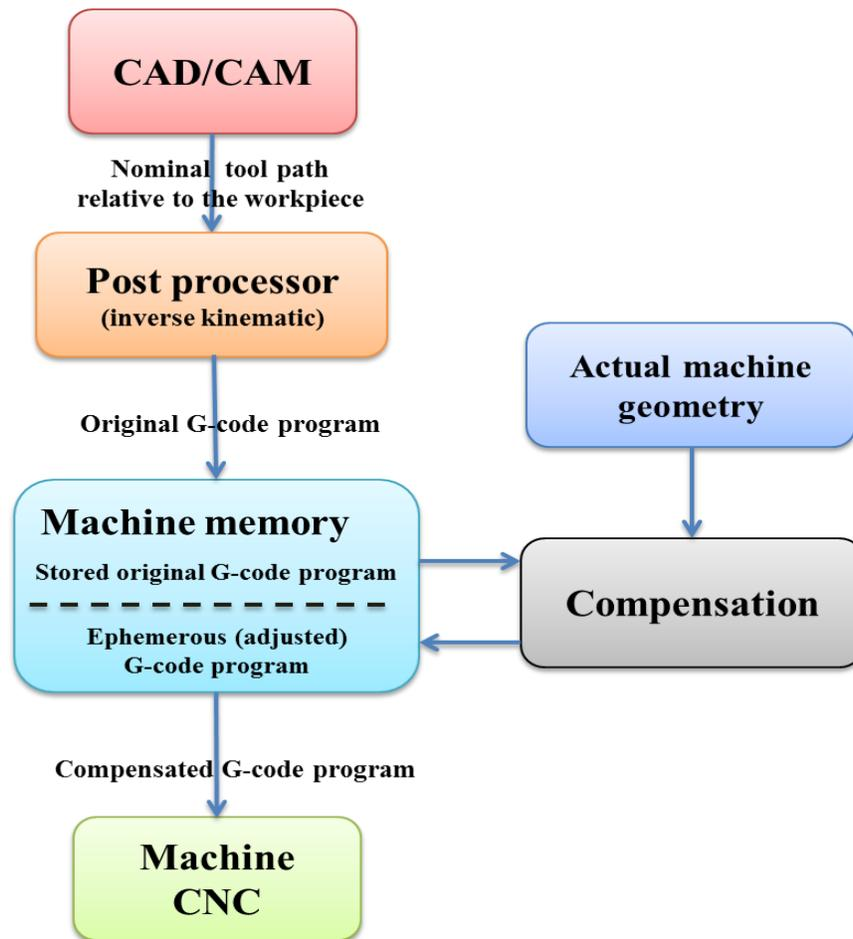 CAD/CAM
Nominal tool path
relative to the workpiece
Post processor
(inverse kinematic)
Original G-code program
Machine memory
Stored original G-code program
Ephemerous (adjusted)
G-code program
Actual machine
geometry
Compensation
Compensated G-code program
Machine
CNC